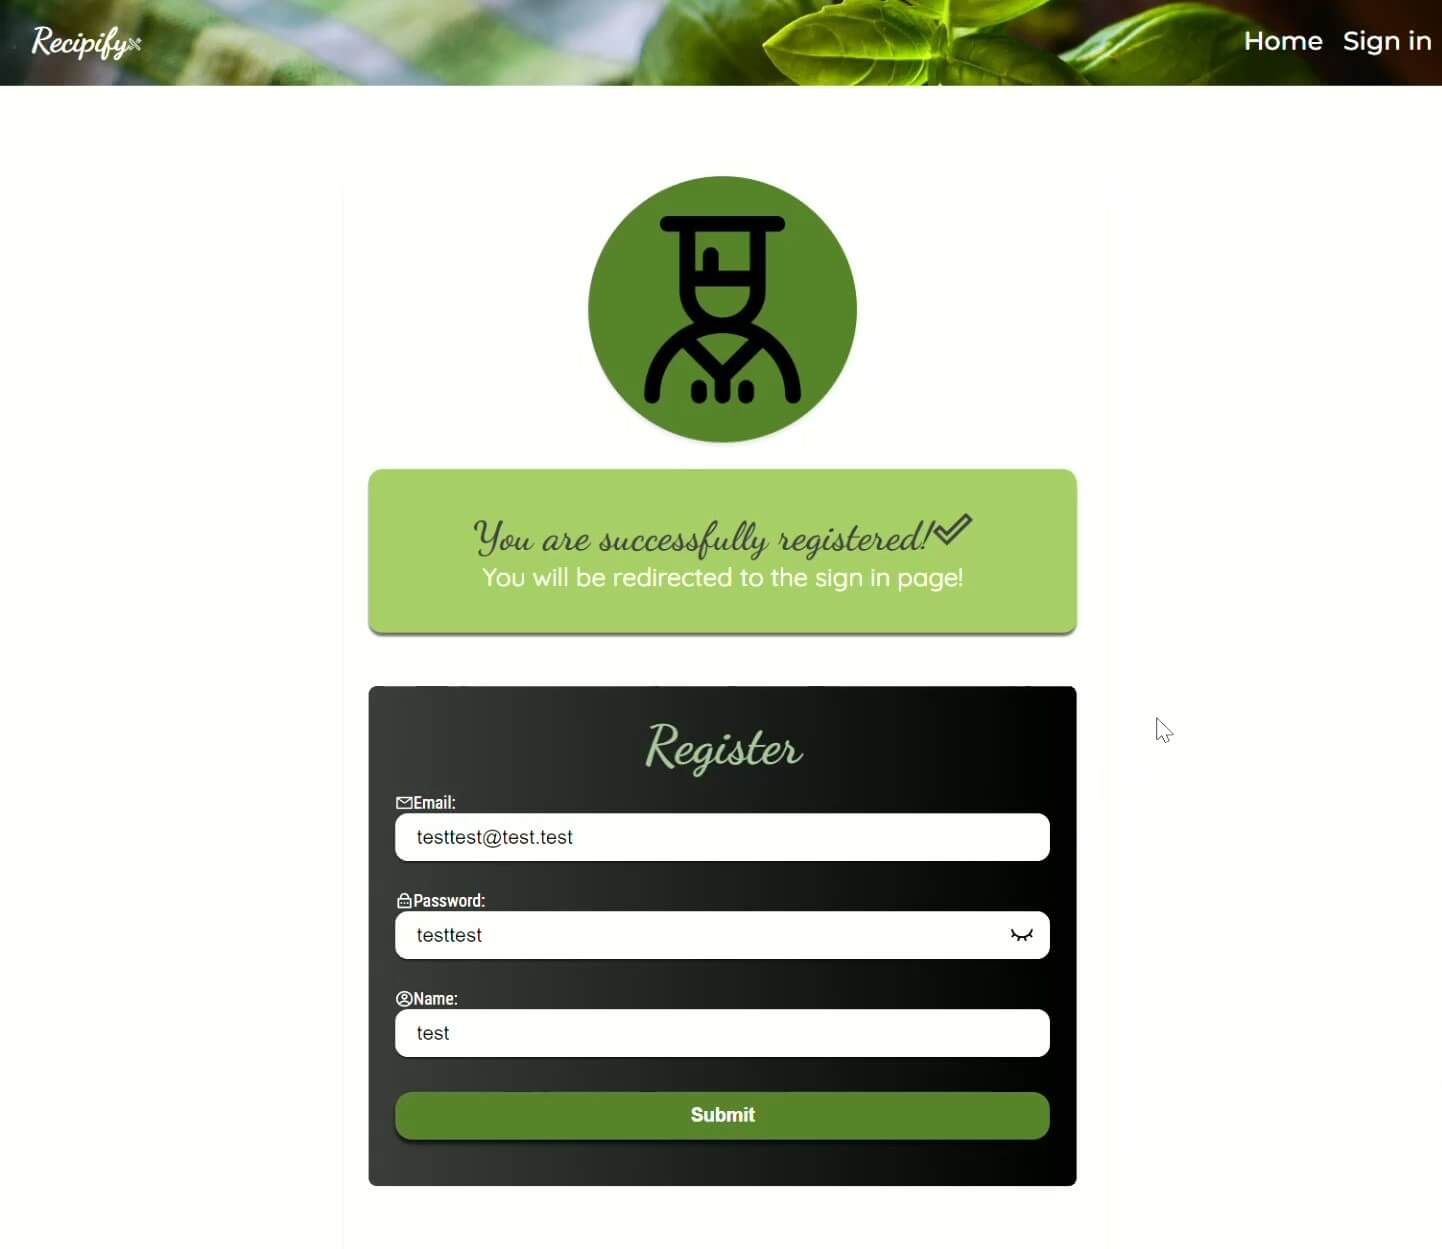 Recipify
Home Sign in
You are successfully registered!
You will be redirected to the sign in page!
Register
Email:
testtest@test.test
Password:
testtest
Name:
test
Submit